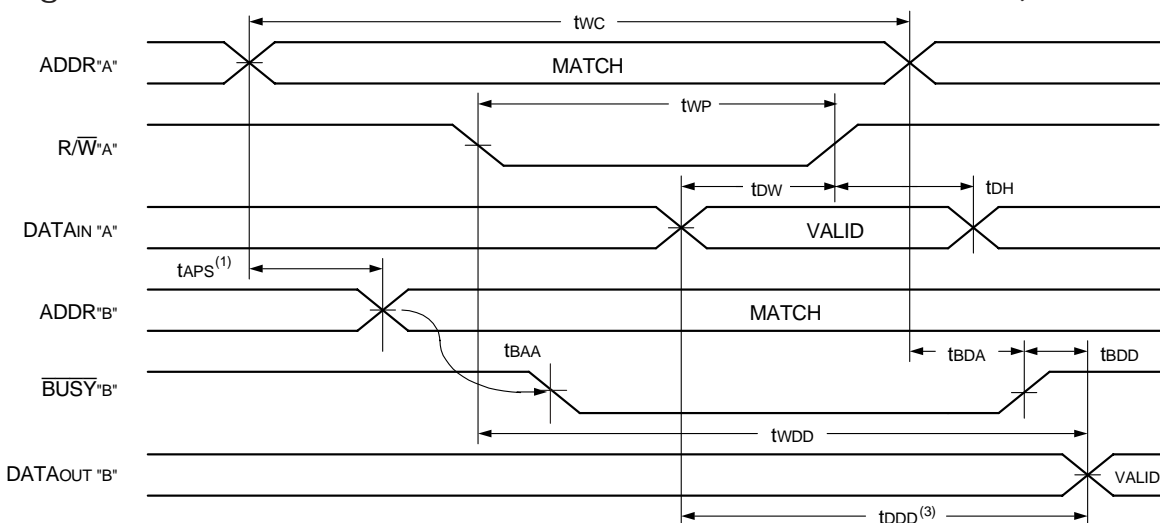 tWC
ADDR"A"
MATCH
tWP
R/W̅"A"
tDW
tDH
DATAIN "A"
VALID
tAPS(1)
ADDR"B"
MATCH
tBAA
tBDA
tBDD
B̅U̅S̅Y̅"B"
tWDD
DATAOUT "B"
VALID
tDDD(3)